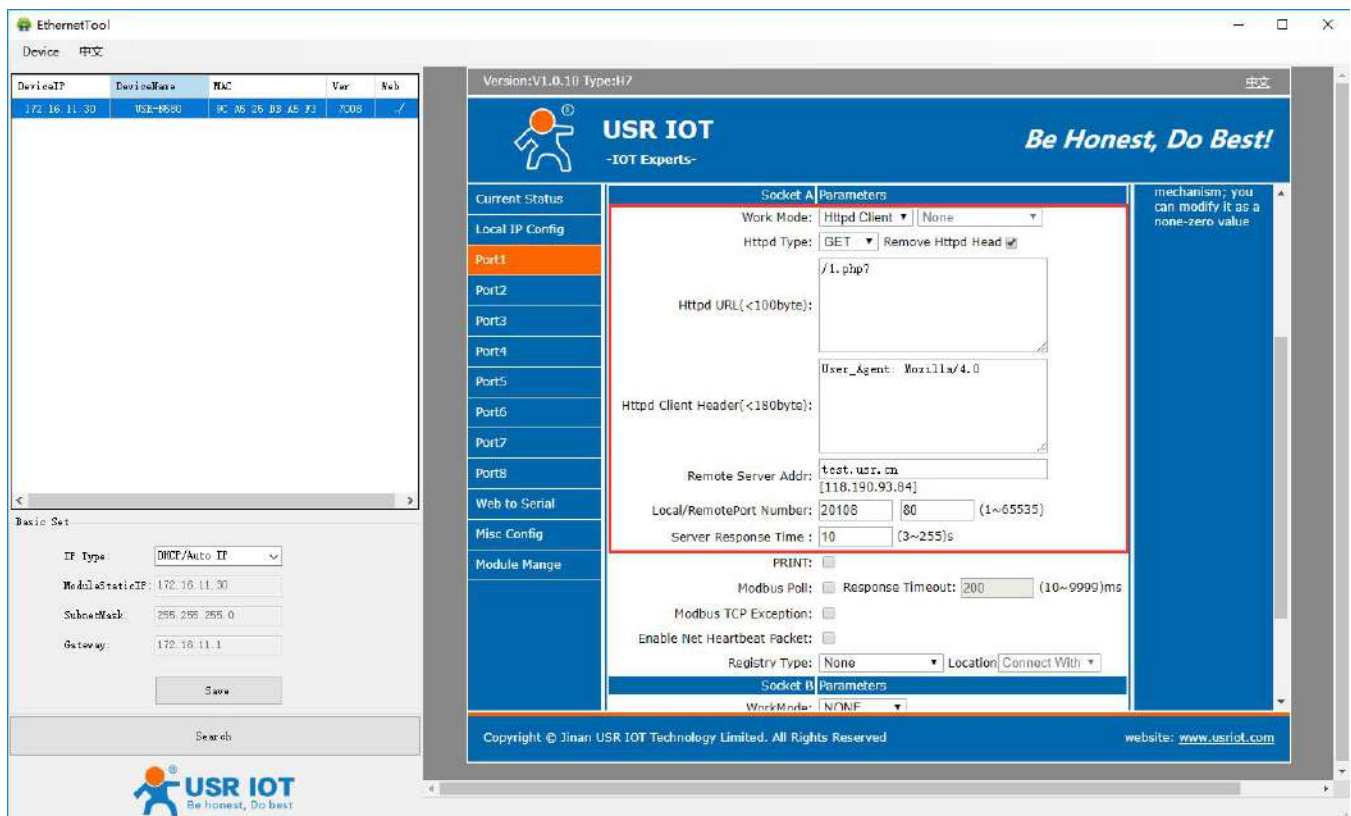 EthernetTool
Device 中文
DeviceIP DeviceName MAC Ver Web
172.16.11.30 USR-N580 9C A5 25 D3 A5 F3 7008 √
Basic Set
IP Type: DHCP/Auto IP
ModuleStaticIP: 172.16.11.30
SubnetMask: 255.255.255.0
Gateway: 172.16.11.1
Save
Search
®
USR IOT
Be honest, Do best
Version:V1.0.10 Type:H7 中文
®
USR IOT
-IOT Experts-
Be Honest, Do Best!
Current Status
Local IP Config
Port1
Port2
Port3
Port4
Port5
Port6
Port7
Port8
Web to Serial
Misc Config
Module Mange
Socket A Parameters
Work Mode: Httpd Client None
Httpd Type: GET Remove Httpd Head
/1.php?
Httpd URL(<100byte):
User_Agent: Mozilla/4.0
Httpd Client Header(<180byte):
Remote Server Addr: test.usr.cn
[118.190.93.84]
Local/RemotePort Number: 20108 80 (1~65535)
Server Response Time : 10 (3~255)s
PRINT:
Modbus Poll: Response Timeout: 200 (10~9999)ms
Modbus TCP Exception:
Enable Net Heartbeat Packet:
Registry Type: None Location Connect With
Socket B Parameters
WorkMode: NONE
mechanism; you
can modify it as a
none-zero value
Copyright © Jinan USR IOT Technology Limited. All Rights Reserved
website: www.usriot.com